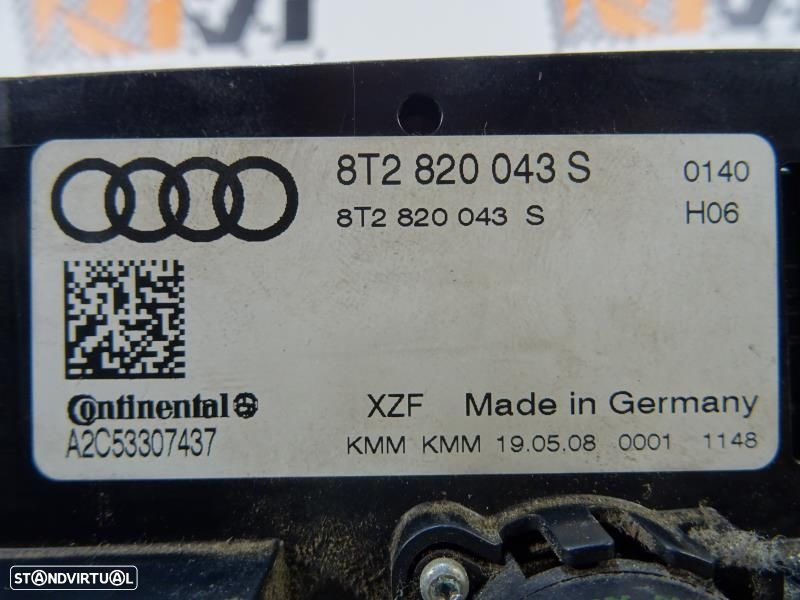 8T2 820 043 S 0140
8T2 820 043 S H06
Continental
A2C53307437
XZF Made in Germany
KMM KMM 19.05.08 0001 1148
STANDVIRTUAL